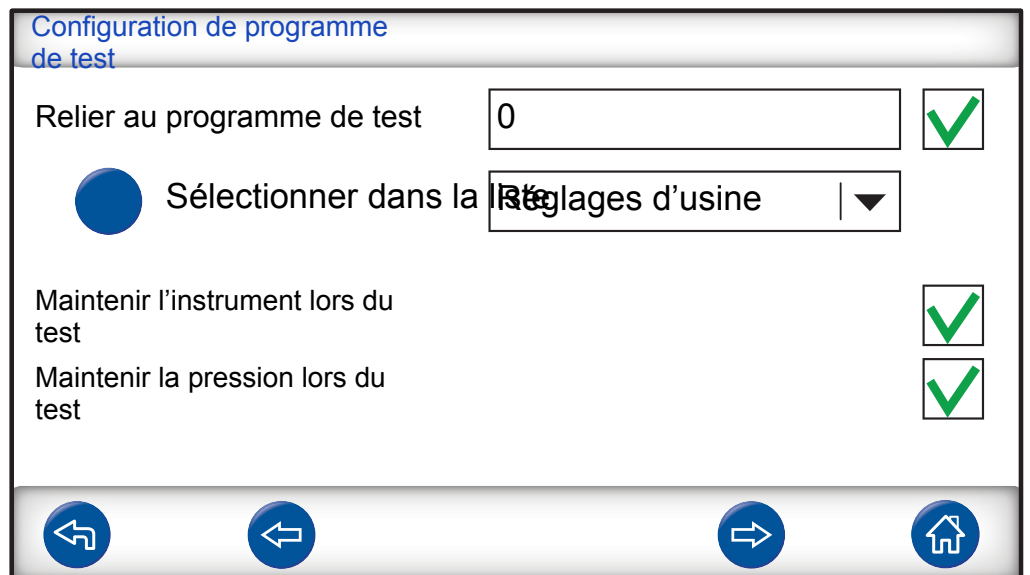 Configuration de programme
de test
Relier au programme de test 0
Sélectionner dans la liste Réglages d’usine
Maintenir l’instrument lors du
test
Maintenir la pression lors du
test